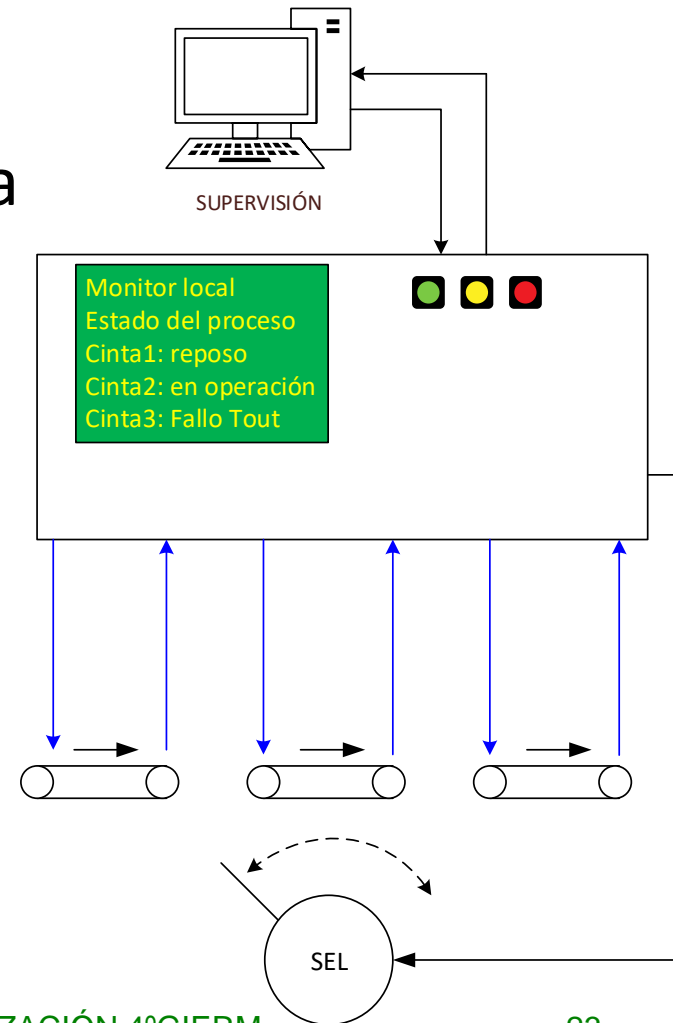 a
SUPERVISIÓN
Monitor local
Estado del proceso
Cinta1: reposo
Cinta2: en operación
Cinta3: Fallo Tout
SEL